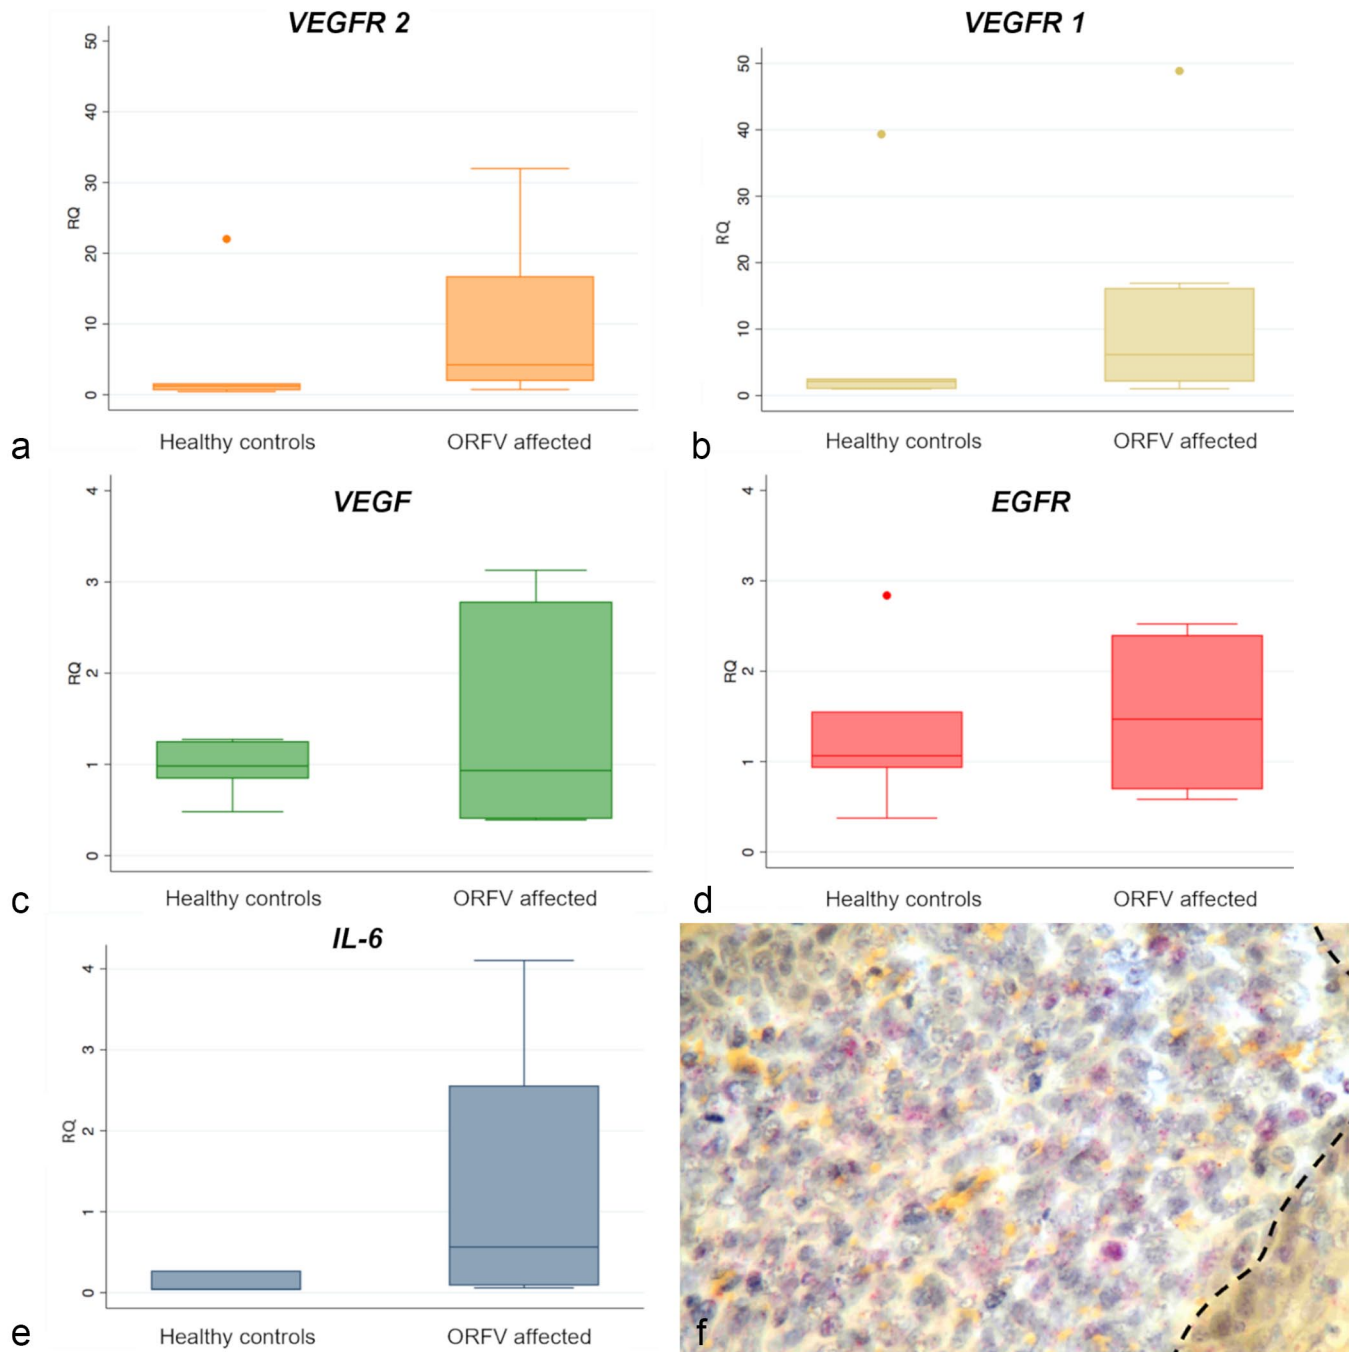 VEGFR 2
50
40
30
20
10
0
RQ
Healthy controls
ORFV affected
a
VEGFR 1
50
40
30
20
10
0
RQ
Healthy controls
ORFV affected
b
VEGF
4
3
2
1
0
RQ
Healthy controls
ORFV affected
c
EGFR
4
3
2
1
0
RQ
Healthy controls
ORFV affected
d
IL-6
4
3
2
1
0
RQ
Healthy controls
ORFV affected
e
f